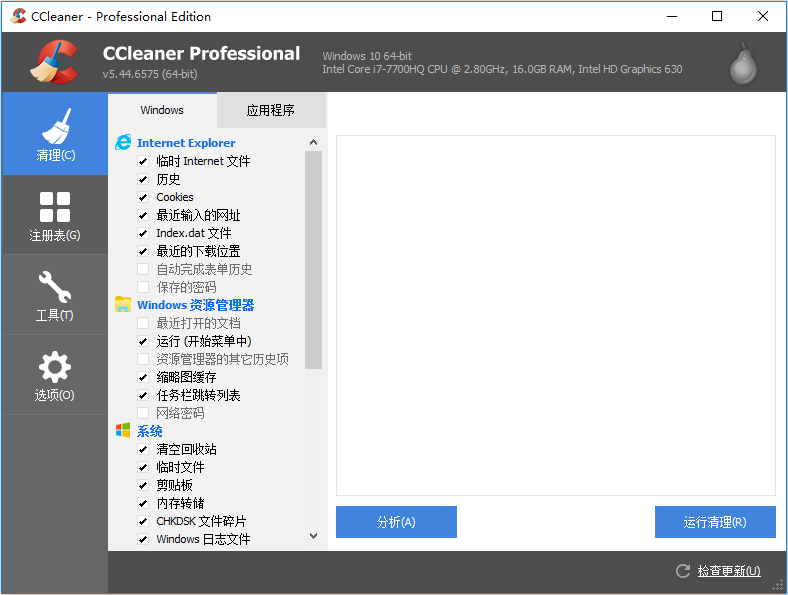 CCleaner - Professional Edition
CCleaner Professional
v5.44.6575 (64-bit)
Windows 10 64-bit
Intel Core i7-7700HQ CPU @ 2.80GHz, 16.0GB RAM, Intel HD Graphics 630
清理(C)
注册表(G)
工具(T)
选项(O)
Windows
应用程序
Internet Explorer
临时 Internet 文件
历史
Cookies
最近输入的网址
Index.dat 文件
最近的下载位置
自动完成表单历史
保存的密码
Windows 资源管理器
最近打开的文档
运行 (开始菜单中)
资源管理器的其它历史项
缩略图缓存
任务栏跳转列表
网络密码
系统
清空回收站
临时文件
剪贴板
内存转储
CHKDSK 文件碎片
Windows 日志文件
分析(A)
运行清理(R)
检查更新(U)